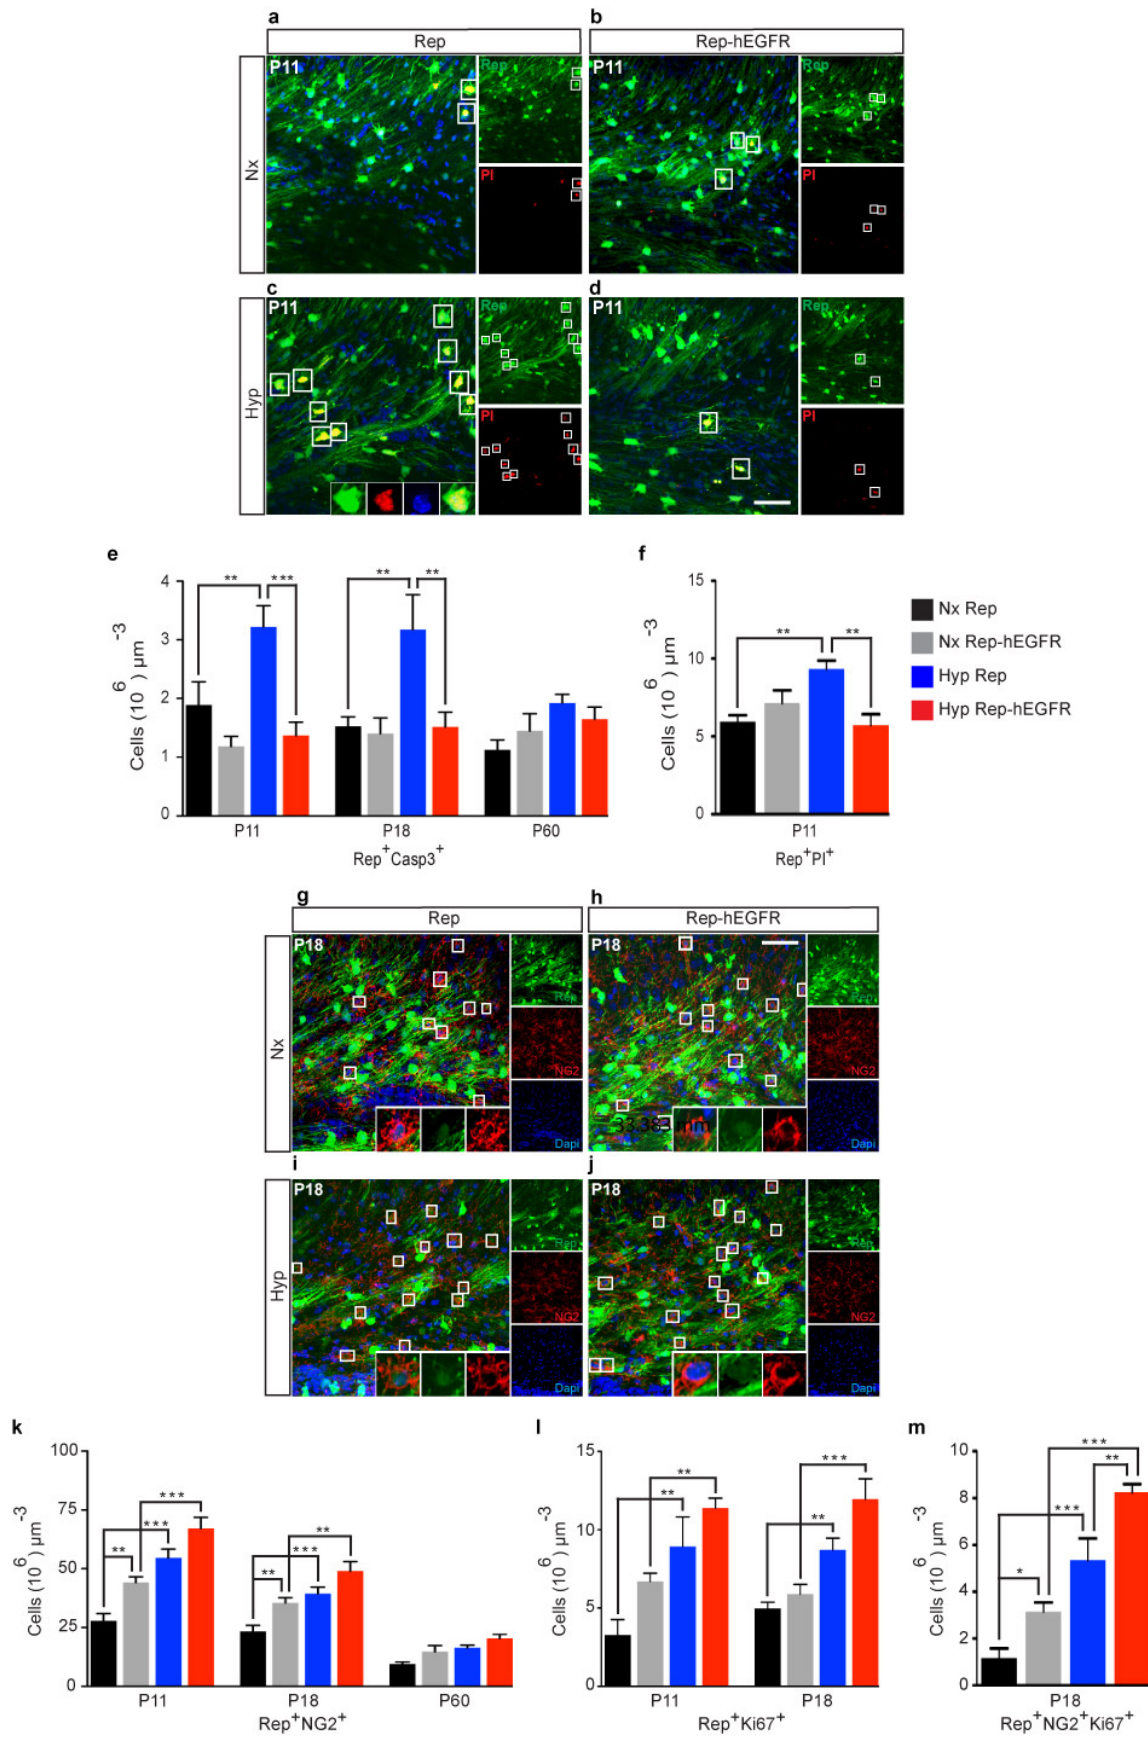 a b
Rep Rep-hEGFR
Nx
P11 Rep P11 Rep
PI PI
c d
Hyp
P11 Rep P11 Rep
PI PI
e f
Cells (10⁶) µm⁻³
4
3
2
1
0
** *** ** **
P11 P18 P60
Rep⁺Casp3⁺
Cells (10⁶) µm⁻³
15
10
5
0
** **
P11
Rep⁺PI⁺
Nx Rep
Nx Rep-hEGFR
Hyp Rep
Hyp Rep-hEGFR
g h
Rep Rep-hEGFR
Nx
P18 Rep P18 Rep
NG2 NG2
33.383 mm
Dapi Dapi
i j
Hyp
P18 Rep P18 Rep
NG2 NG2
Dapi Dapi
k l m
Cells (10⁶) µm⁻³
100
75
50
25
0
** *** *** ** *** **
P11 P18 P60
Rep⁺NG2⁺
Cells (10⁶) µm⁻³
15
10
5
0
** ** ** ***
P11 P18
Rep⁺Ki67⁺
Cells (10⁶) µm⁻³
10
8
6
4
2
0
* *** ** ***
P18
Rep⁺NG2⁺Ki67⁺